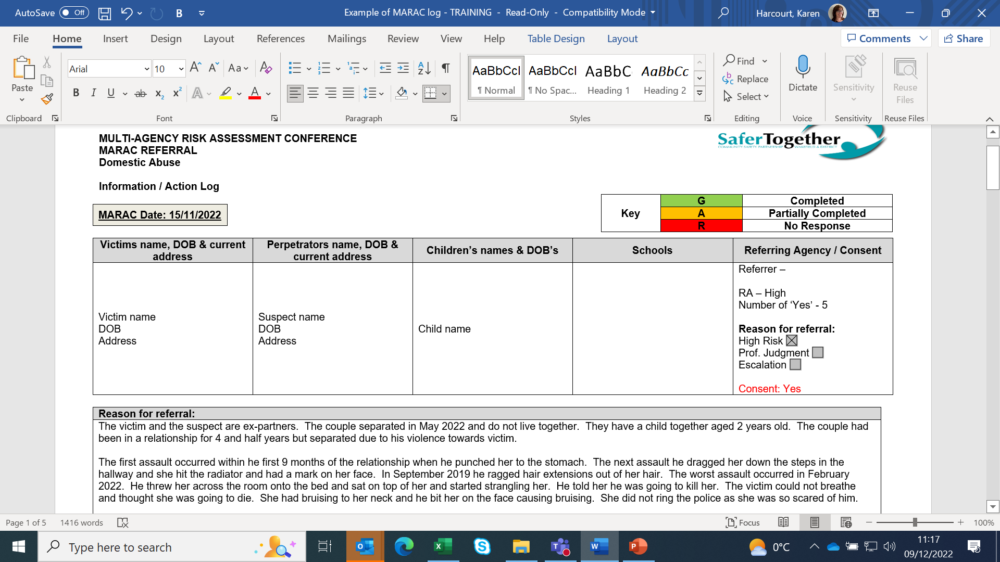 AutoSave Off B Example of MARAC log - TRAINING - Read-Only - Compatibility Mode Harcourt, Karen
File Home Insert Design Layout References Mailings Review View Help Table Design Layout Comments Share
Paste
Clipboard
Arial 10
B I U ab x₂ x² A A
Font
Paragraph
AaBbCcI AaBbCcI AaBbC AaBbCc
¶ Normal ¶ No Spac... Heading 1 Heading 2
Styles
Find
Replace
Select
Editing
Dictate
Voice
Sensitivity
Sensitivity
Reuse
Files
Reuse Files
MULTI-AGENCY RISK ASSESSMENT CONFERENCE
MARAC REFERRAL
Domestic Abuse
SaferTogether
COMMUNITY SAFETY PARTNERSHIP WAKEFIELD & DISTRICT
Information / Action Log
MARAC Date: 15/11/2022
Key
G Completed
A Partially Completed
R No Response
Victims name, DOB & current
address
Perpetrators name, DOB &
current address
Children’s names & DOB’s
Schools
Referring Agency / Consent
Victim name
DOB
Address
Suspect name
DOB
Address
Child name
Referrer –
RA – High
Number of ‘Yes’ - 5
Reason for referral:
High Risk
Prof. Judgment
Escalation
Consent: Yes
Reason for referral:
The victim and the suspect are ex-partners. The couple separated in May 2022 and do not live together. They have a child together aged 2 years old. The couple had
been in a relationship for 4 and half years but separated due to his violence towards victim.
The first assault occurred within he first 9 months of the relationship when he punched her to the stomach. The next assault he dragged her down the steps in the
hallway and she hit the radiator and had a mark on her face. In September 2019 he ragged hair extensions out of her hair. The worst assault occurred in February
2022. He threw her across the room onto the bed and sat on top of her and started strangling her. He told her he was going to kill her. The victim could not breathe
and thought she was going to die. She had bruising to her neck and he bit her on the face causing bruising. She did not ring the police as she was so scared of him.
Page 1 of 5 1416 words Focus 100%
Type here to search
0°C
11:17
09/12/2022